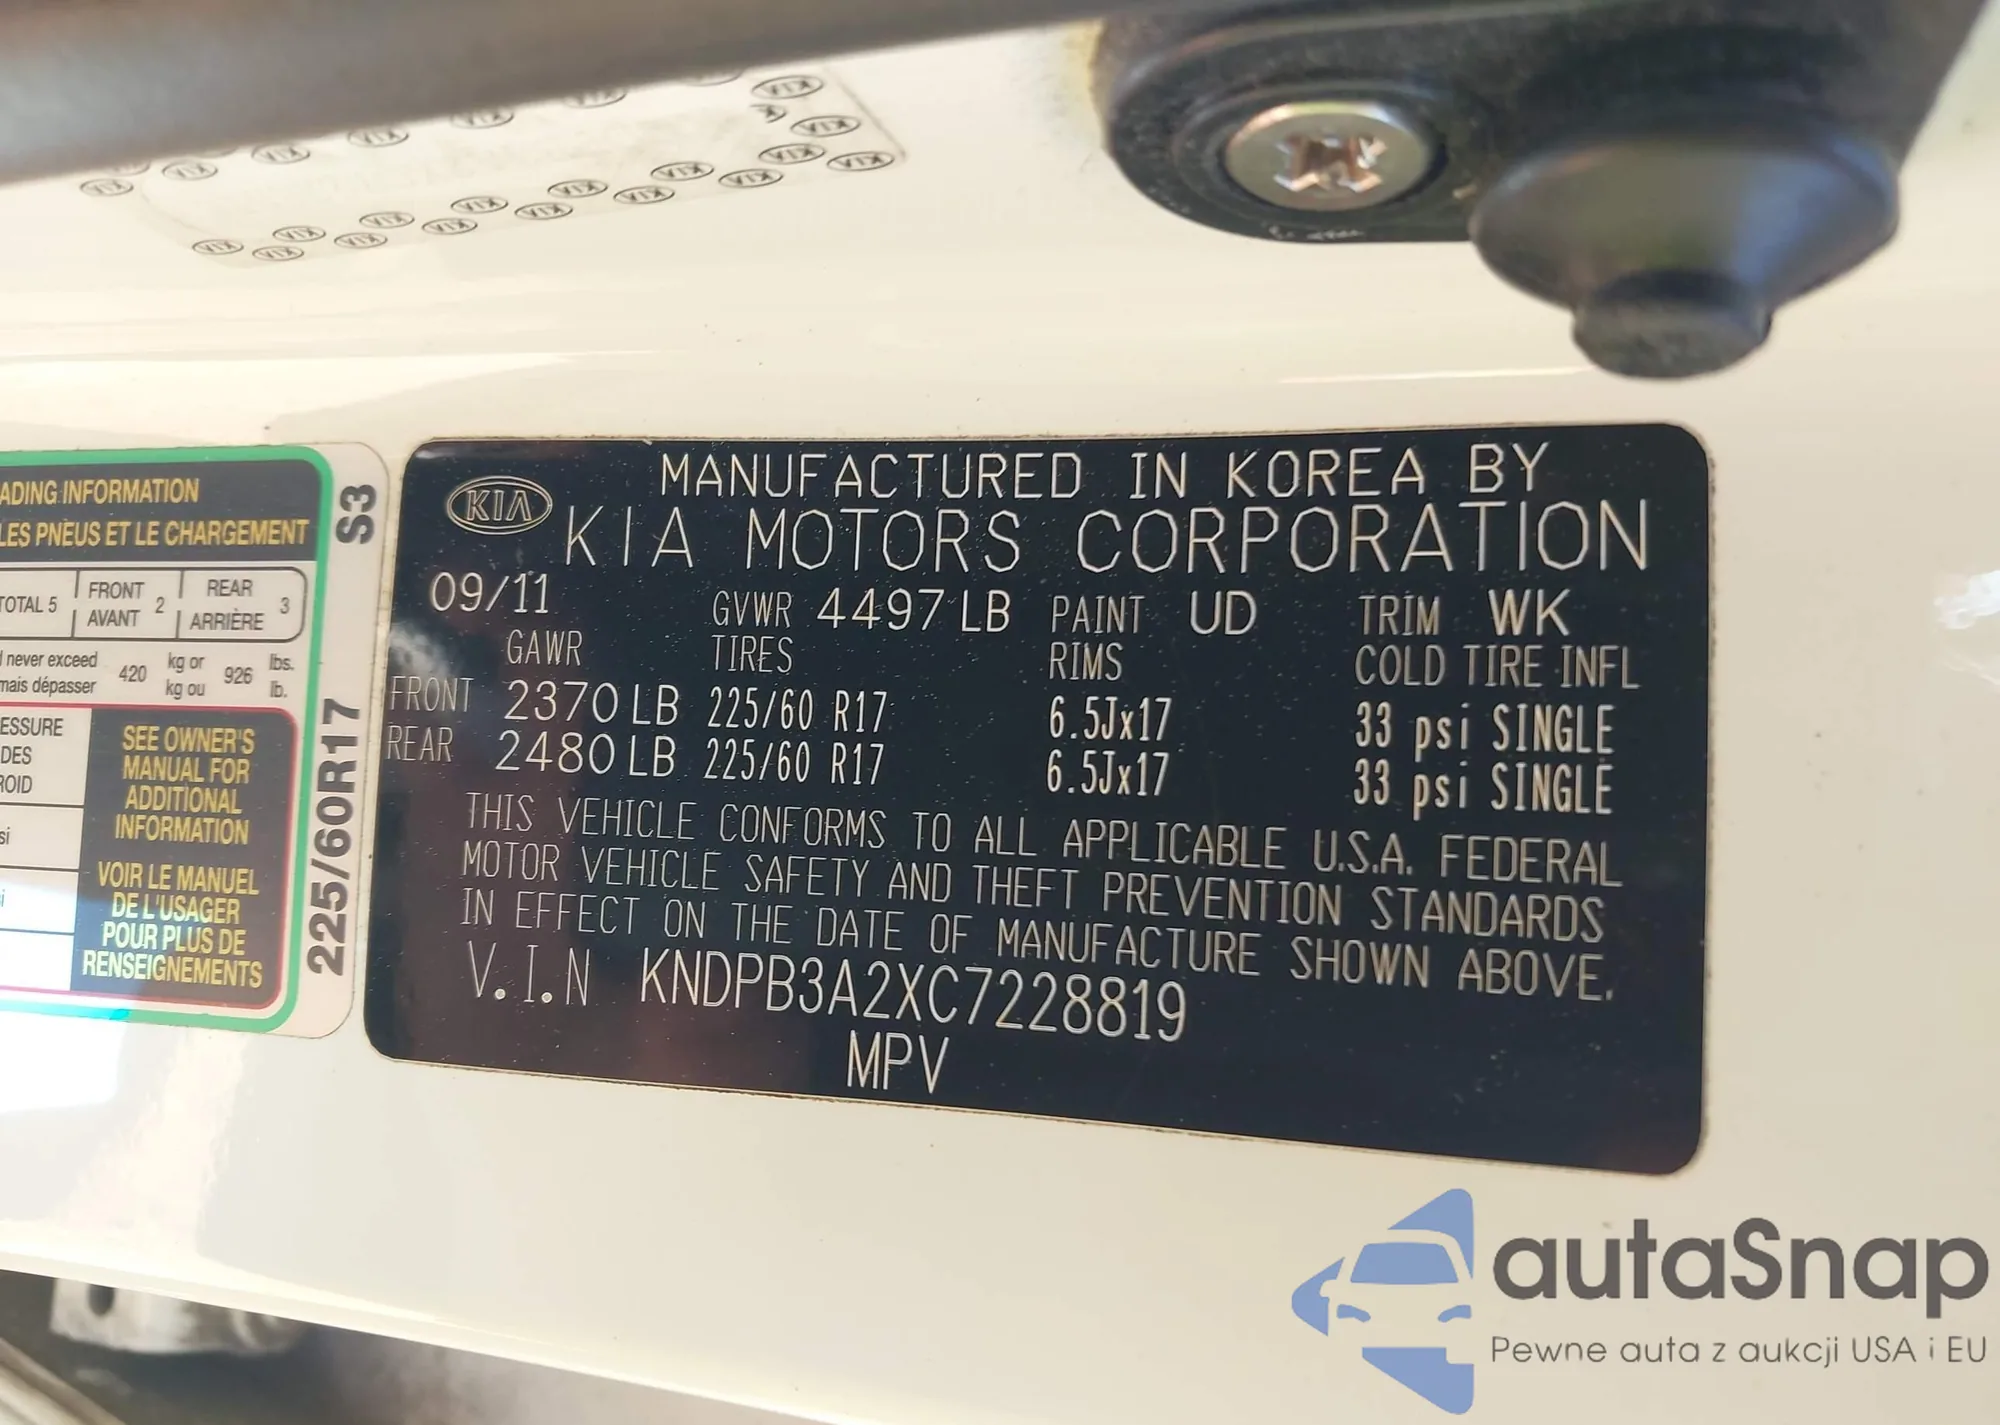 KIA
MANUFACTURED IN KOREA BY
KIA MOTORS CORPORATION
09/11 GVWR 4497 LB PAINT UD TRIM WK
GAWR TIRES RIMS COLD TIRE INFL
FRONT 2370 LB 225/60 R17 6.5Jx17 33 psi SINGLE
REAR 2480 LB 225/60 R17 6.5Jx17 33 psi SINGLE
THIS VEHICLE CONFORMS TO ALL APPLICABLE U.S.A. FEDERAL
MOTOR VEHICLE SAFETY AND THEFT PREVENTION STANDARDS
IN EFFECT ON THE DATE OF MANUFACTURE SHOWN ABOVE.
V.I.N KNDPB3A2XC7228819
MPV
ADING INFORMATION
LES PNEUS ET LE CHARGEMENT
TOTAL 5
FRONT
AVANT 2
REAR
ARRIÈRE 3
never exceed
mais dépasser
420
kg or
kg ou
926
lbs.
lb.
ESSURE
DES
ROID
si
SEE OWNER'S
MANUAL FOR
ADDITIONAL
INFORMATION
VOIR LE MANUEL
DE L'USAGER
POUR PLUS DE
RENSEIGNEMENTS
S3
225/60R17
autaSnap
Pewne auta z aukcji USA i EU